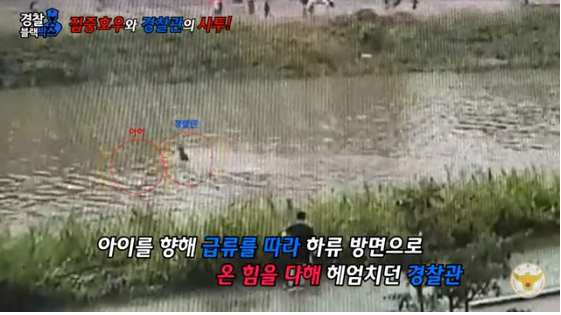 경찰
블랙박스
집중호우와 경찰관의 사투!
아이
경찰관
아이를 향해 급류를 따라 하류 방면으로
온 힘을 다해 헤엄치던 경찰관